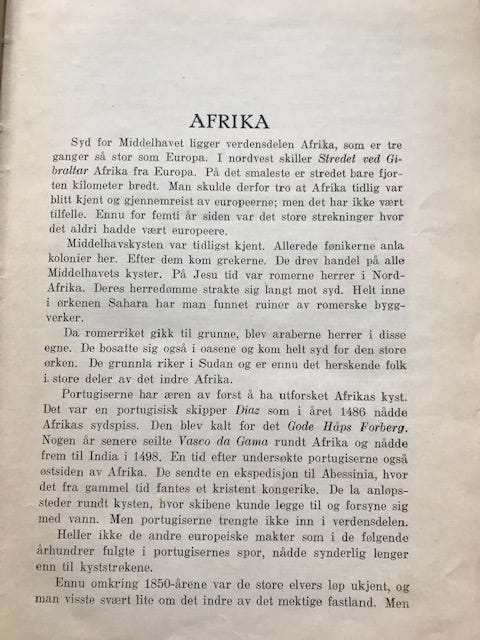 AFRIKA
Syd for Middelhavet ligger verdensdelen Afrika, som er tre
ganger så stor som Europa. I nordvest skiller Stredet ved Gi-
braltar Afrika fra Europa. På det smaleste er stredet bare fjor-
ten kilometer bredt. Man skulde derfor tro at Afrika tidlig var
blitt kjent og gjennemreist av europeerne; men det har ikke vært
tilfelle. Ennu for femti år siden var det store strekninger hvor
det aldri hadde vært europeere.
Middelhavskysten var tidligst kjent. Allerede fønikerne anla
kolonier her. Efter dem kom grekerne. De drev handel på alle
Middelhavets kyster. På Jesu tid var romerne herrer i Nord-
Afrika. Deres herredømme strakte sig langt mot syd. Helt inne
i ørkenen Sahara har man funnet ruiner av romerske bygg-
verker.
Da romerriket gikk til grunne, blev araberne herrer i disse
egne. De bosatte sig også i oasene og kom helt syd for den store
ørken. De grunnla riker i Sudan og er ennu det herskende folk
i store deler av det indre Afrika.
Portugiserne har æren av først å ha utforsket Afrikas kyst.
Det var en portugisisk skipper Diaz som i året 1486 nådde
Afrikas sydspiss. Den blev kalt for det Gode Håps Forberg.
Nogen år senere seilte Vasco da Gama rundt Afrika og nådde
frem til India i 1498. En tid efter undersøkte portugiserne også
østsiden av Afrika. De sendte en ekspedisjon til Abessinia, hvor
det fra gammel tid fantes et kristent kongerike. De la anløps-
steder rundt kysten, hvor skibene kunde legge til og forsyne sig
med vann. Men portugiserne trengte ikke inn i verdensdelen.
Heller ikke de andre europeiske makter som i de følgende
århundrer fulgte i portugisernes spor, nådde synderlig lenger
enn til kyststrøkene.
Ennu omkring 1850-årene var de store elvers løp ukjent, og
man visste svært lite om det indre av det mektige fastland. Men